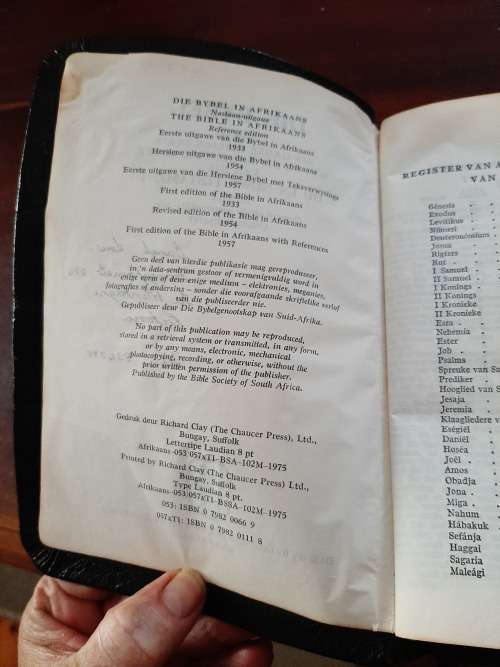 DIE BYBEL IN AFRIKAANS
Naslaan-uitgawe
THE BIBLE IN AFRIKAANS
Reference edition
Eerste uitgawe van die Bybel in Afrikaans
1933
Hersiene uitgawe van die Bybel in Afrikaans
1954
Eerste uitgawe van die Hersiene Bybel met Teksverwysings
1957
First edition of the Bible in Afrikaans
1933
Revised edition of the Bible in Afrikaans
1954
First edition of the Bible in Afrikaans with References
1957
Geen deel van hierdie publikasie mag gereproduseer,
in 'n data-sentrum gestoor of vermenigvuldig word in
enige vorm of deur enige medium – elektronies, meganies,
fotografies of andersins – sonder die voorafgaande skriftelike verlof
van die publiseerder nie.
Gepubliseer deur Die Bybelgenootskap van Suid-Afrika.
No part of this publication may be reproduced,
stored in a retrieval system or transmitted, in any form,
or by any means, electronic, mechanical
photocopying, recording, or otherwise, without the
prior written permission of the publisher.
Published by the Bible Society of South Africa.
Gedruk deur Richard Clay (The Chaucer Press), Ltd.,
Bungay, Suffolk
Lettertipe Laudian 8 pt.
Afrikaans-053/057xTI-BSA-102M-1975
Printed by Richard Clay (The Chaucer Press), Ltd.,
Bungay, Suffolk
Type Laudian 8 pt.
Afrikaans-053/057xTI-BSA-102M-1975
053: ISBN 0 7982 0066 9
057xTI: ISBN 0 7982 0111 8
REGISTER VAN A
VAN
Génesis
Exodus
Levítikus
Númeri
Deuteronómium
Josua
Rigters
Rut
I Samuel
II Samuel
I Konings
II Konings
I Kronieke
II Kronieke
Esra
Nehemia
Ester
Job
Psalms
Spreuke van Sa
Prediker
Hooglied van Sa
Jesaja
Jeremia
Klaagliedere v
Eségiël
Daniël
Hoséa
Joël
Amos
Obadja
Jona
Miga
Nahum
Hábakuk
Sefánja
Haggai
Sagaría
Maleági